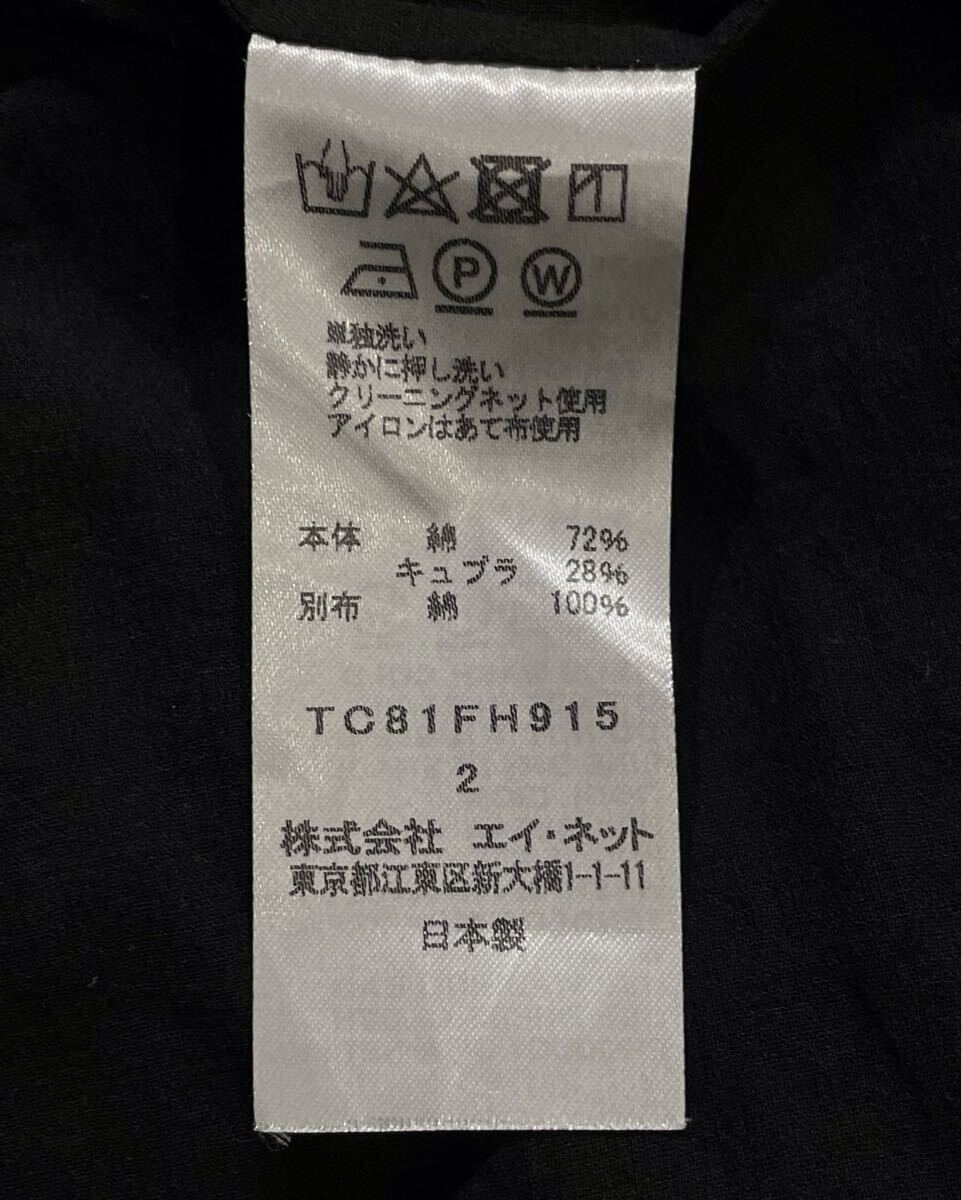 P W
単独洗い
静かに押し洗い
クリーニングネット使用
アイロンはあて布使用
本体 綿 72%
キュプラ 28%
別布 綿 100%
TC81FH915
2
株式会社 エイ・ネット
東京都江東区新大橋1-1-11
日本製